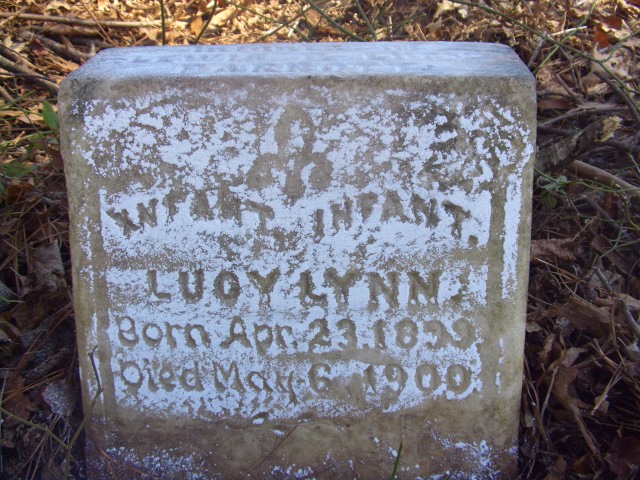 INFANT INFANT.
LUCY LYNN.
Born Apr. 23, 1899
Died May 6, 1900